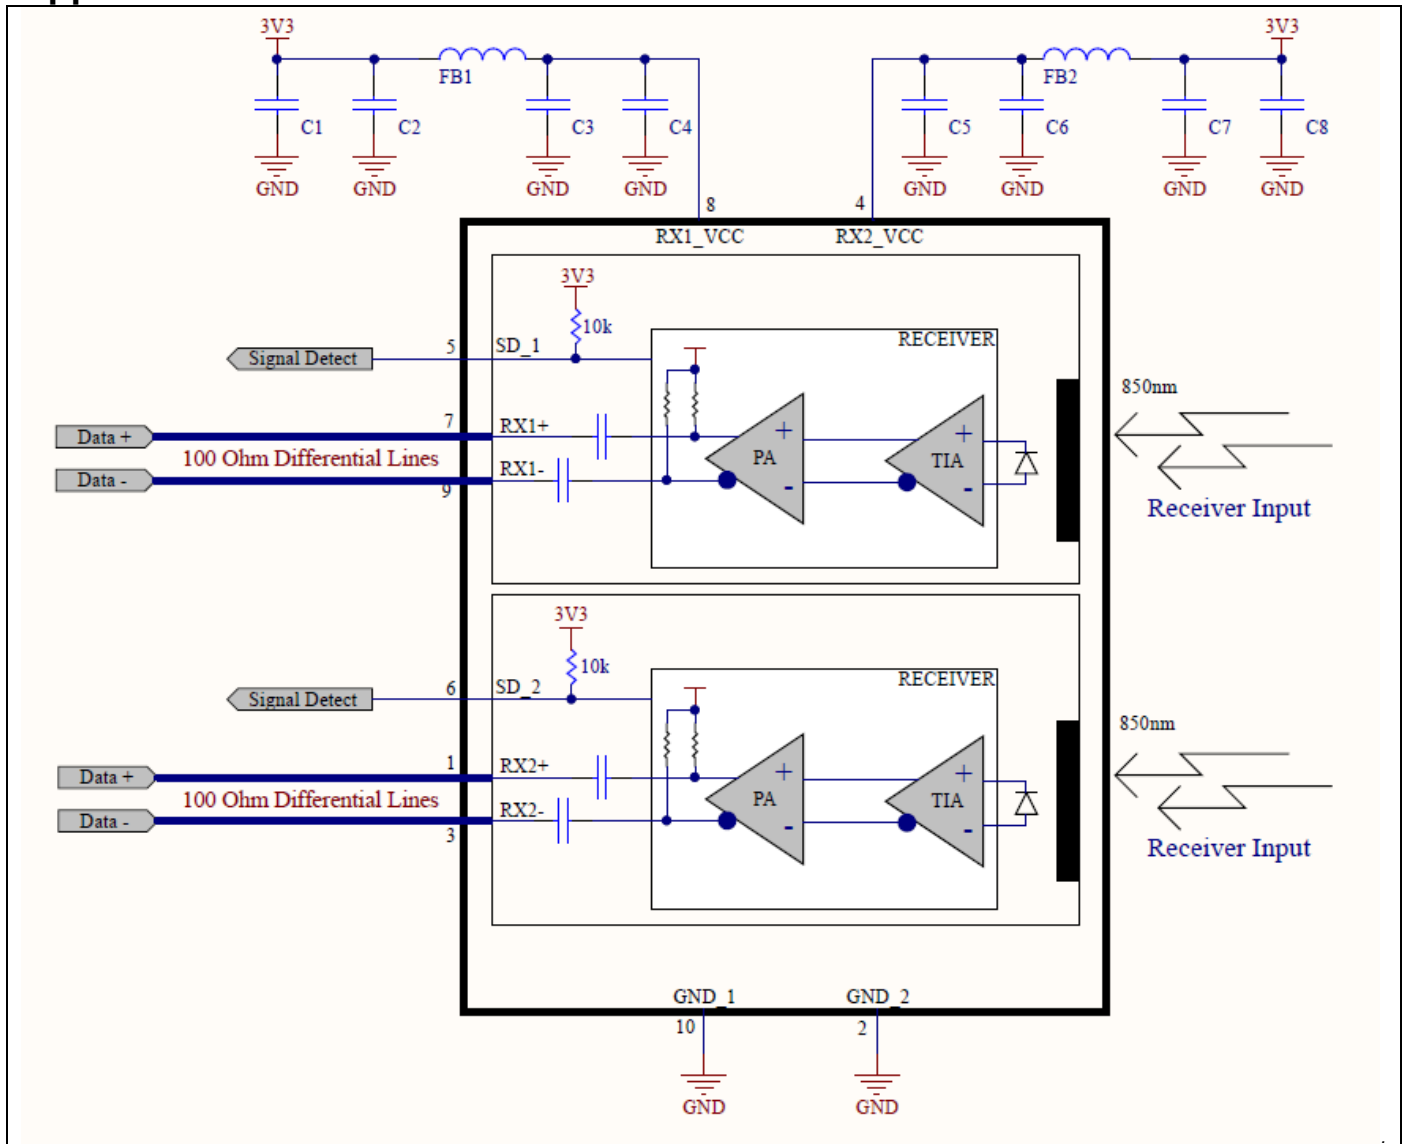 3V3
3V3
FB1
FB2
C1
C2
C3
C4
C5
C6
C7
C8
GND
GND
GND
GND
GND
GND
GND
GND
8
4
RX1_VCC
RX2_VCC
3V3
10k
RECEIVER
Signal Detect
5
SD_1
850nm
7
RX1+
Data +
+
PA
+
TIA
100 Ohm Differential Lines
RX1-
Data -
9
-
-
Receiver Input
3V3
10k
RECEIVER
Signal Detect
6
SD_2
850nm
1
RX2+
Data +
+
PA
+
TIA
100 Ohm Differential Lines
RX2-
Data -
3
-
-
Receiver Input
GND_1
GND_2
10
2
GND
GND